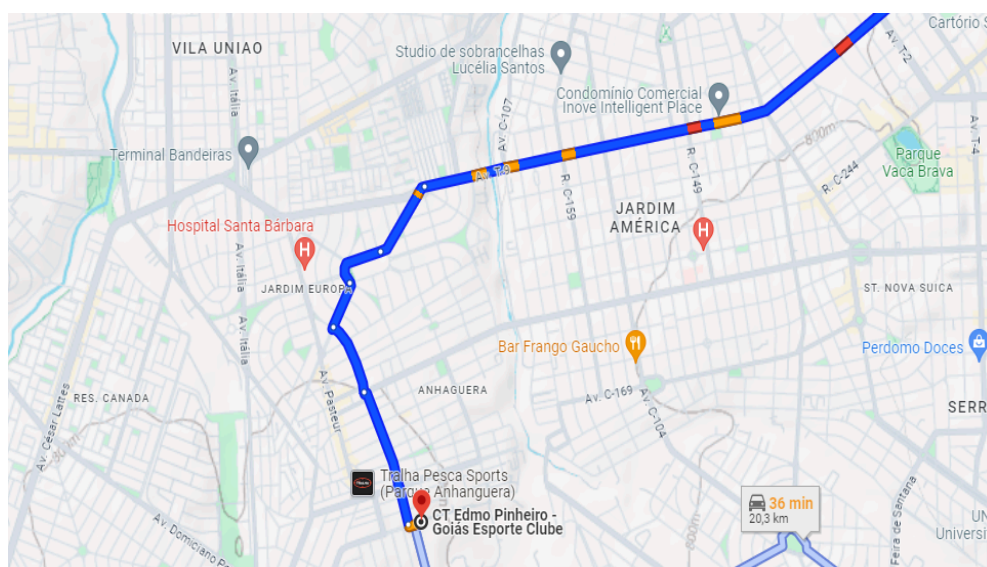 VILA UNIAO
Av. Itália
Terminal Bandeiras
Hospital Santa Bárbara
JARDIM EUROPA
Av. Itália
Av. Itália
RES. CANADA
Av. César Lattes
Av. Pasteur
Studio de sobrancelhas
Lucélia Santos
Av. C-107
Condomínio Comercial
Inove Intelligent Place
Cartório S
Av. T-2
Av. T-9
R. C-159
R. C-149
800m
R. C-244
Parque
Vaca Brava
Av. T-4
JARDIM
AMÉRICA
ST. NOVA SUICA
Bar Frango Gaucho
Perdomo Doces
ANHAGUERA
Av. C-169
Av. C-104
SERR
Tralha Pesca Sports
(Parque Anhanguera)
CT Edmo Pinheiro -
Goiás Esporte Clube
Av. Domiciano P
800 m
36 min
20,3 km
Feira de Santana
UN
Universi